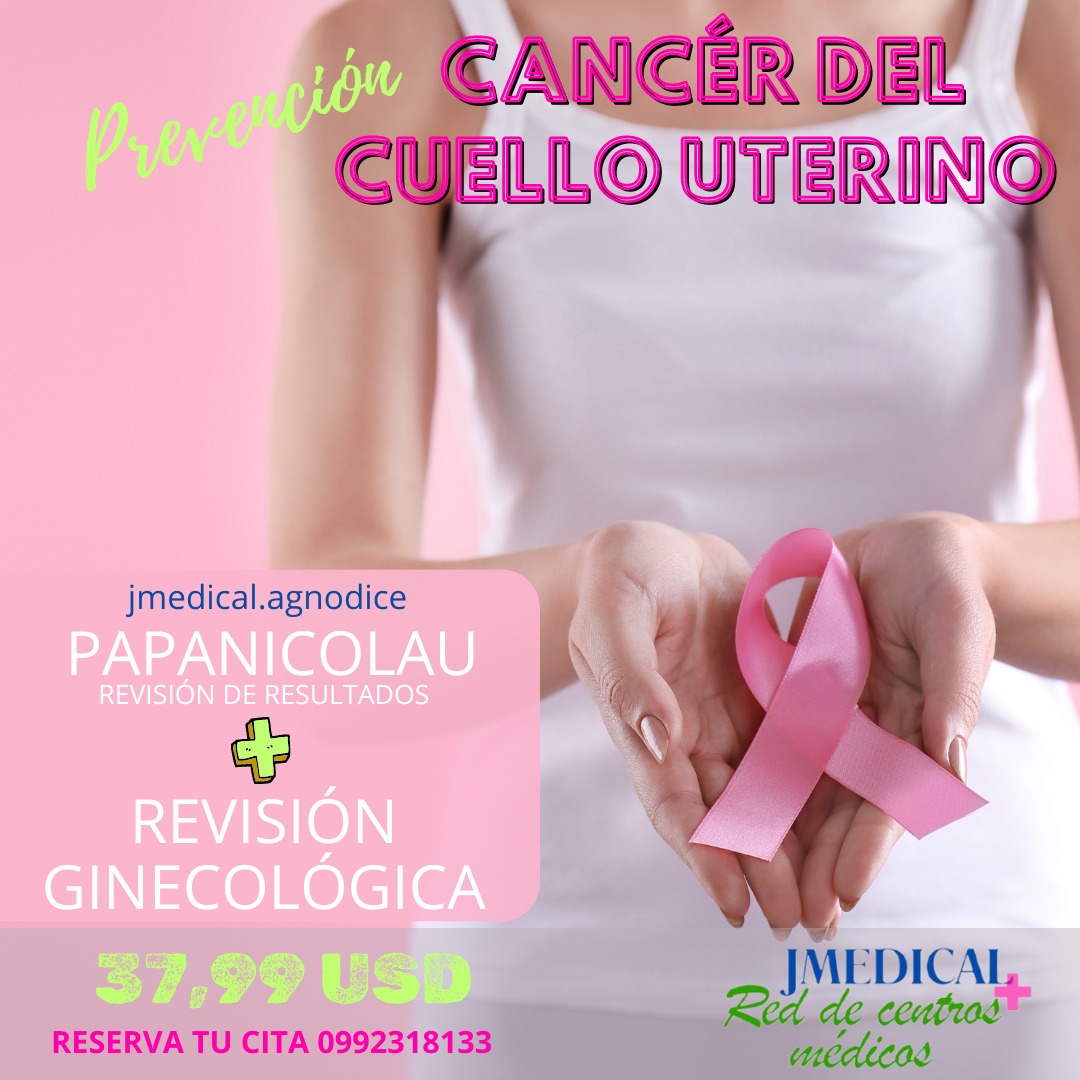 Prevención
CANCÉR DEL
CUELLO UTERINO
jmedical.agnodice
PAPANICOLAU
REVISIÓN DE RESULTADOS
REVISIÓN
GINECOLÓGICA
37,99 USD
RESERVA TU CITA 0992318133
JMEDICAL
Red de centros
médicos